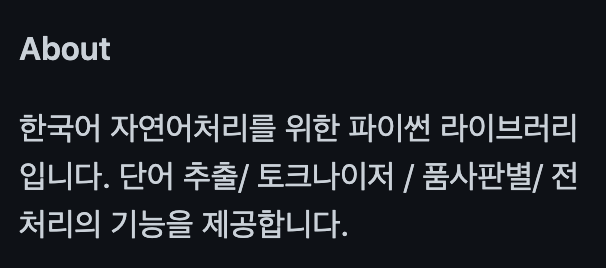 About
한국어 자연어처리를 위한 파이썬 라이브러리
입니다. 단어 추출/ 토크나이저 / 품사판별/ 전
처리의 기능을 제공합니다.